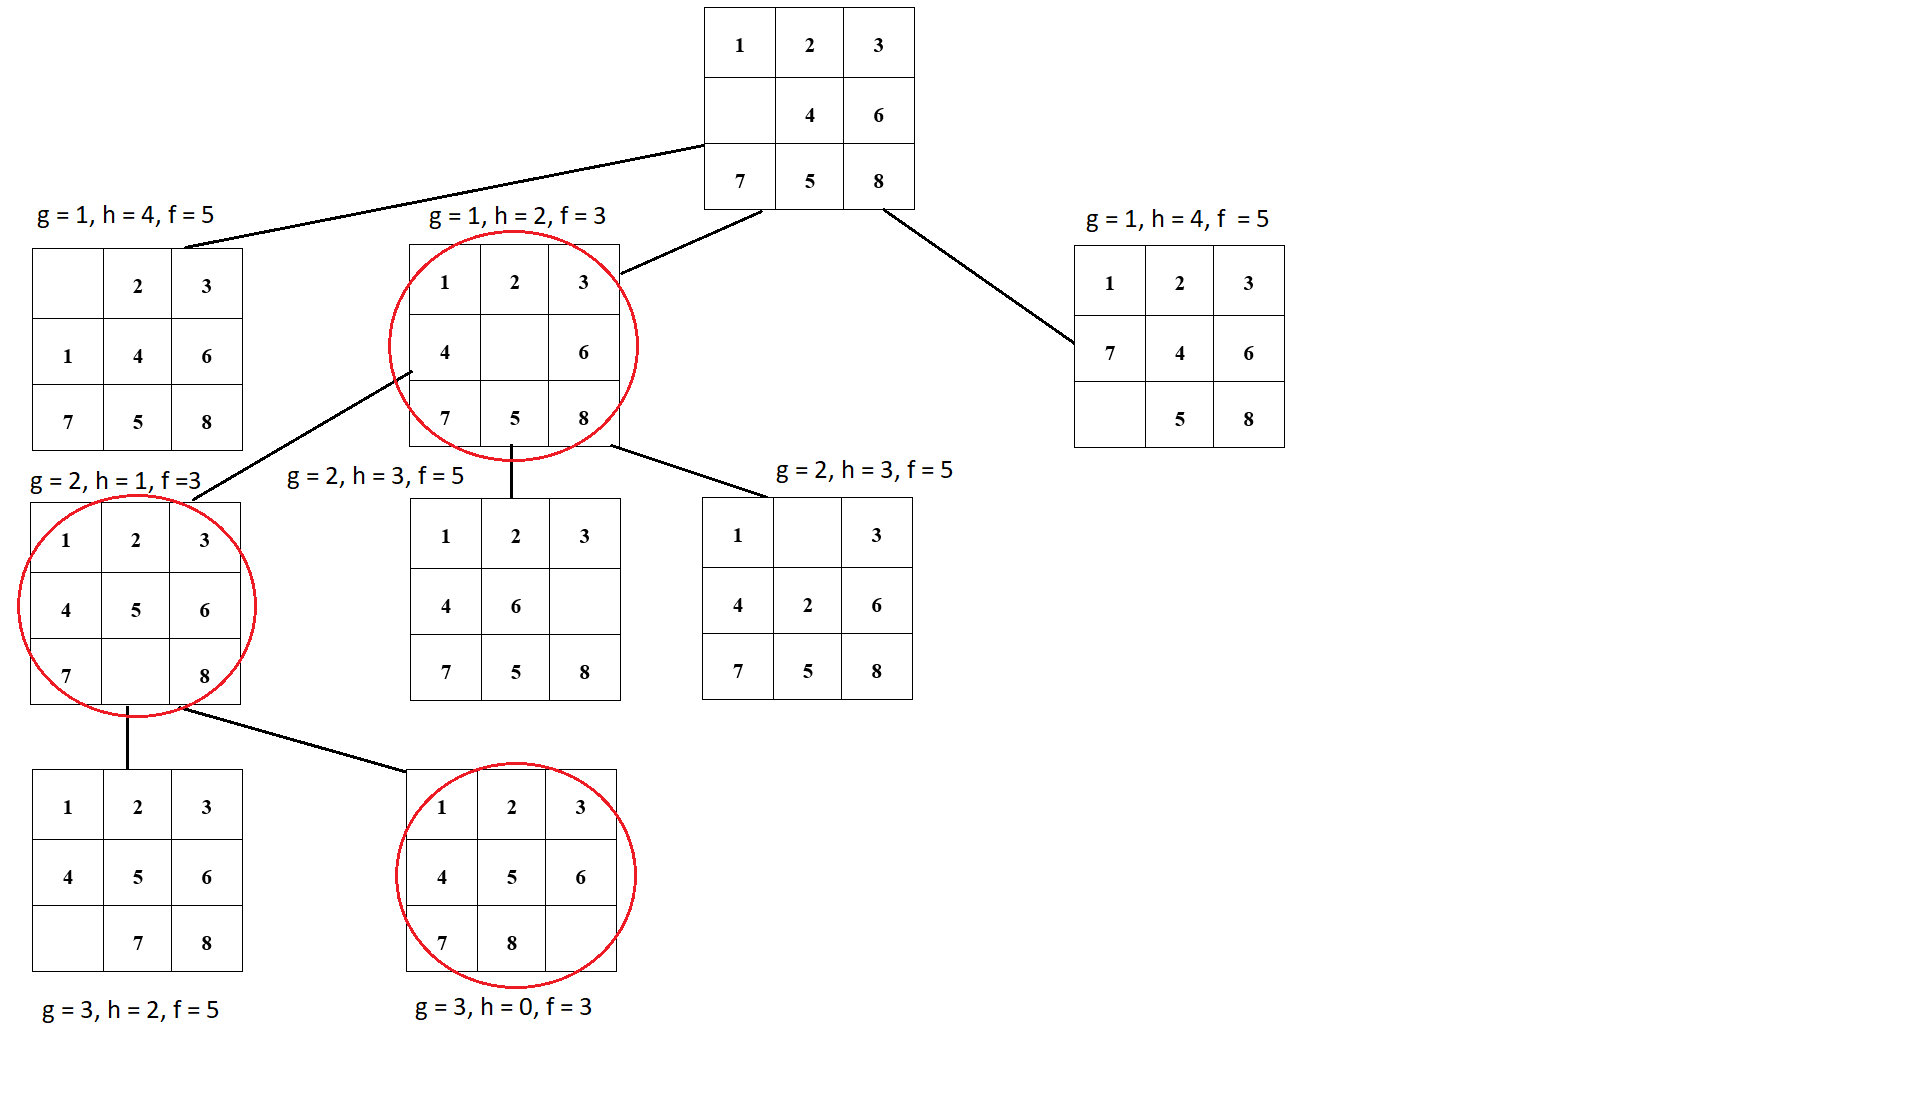 1 2 3
4 6
7 5 8
g = 1, h = 4, f = 5
2 3
1 4 6
7 5 8
g = 1, h = 2, f = 3
1 2 3
4 6
7 5 8
g = 1, h = 4, f  = 5
1 2 3
7 4 6
5 8
g = 2, h = 1, f =3
1 2 3
4 5 6
7 8
g = 2, h = 3, f = 5
1 2 3
4 6
7 5 8
g = 2, h = 3, f = 5
1 3
4 2 6
7 5 8
1 2 3
4 5 6
7 8
g = 3, h = 2, f = 5
1 2 3
4 5 6
7 8
g = 3, h = 0, f = 3